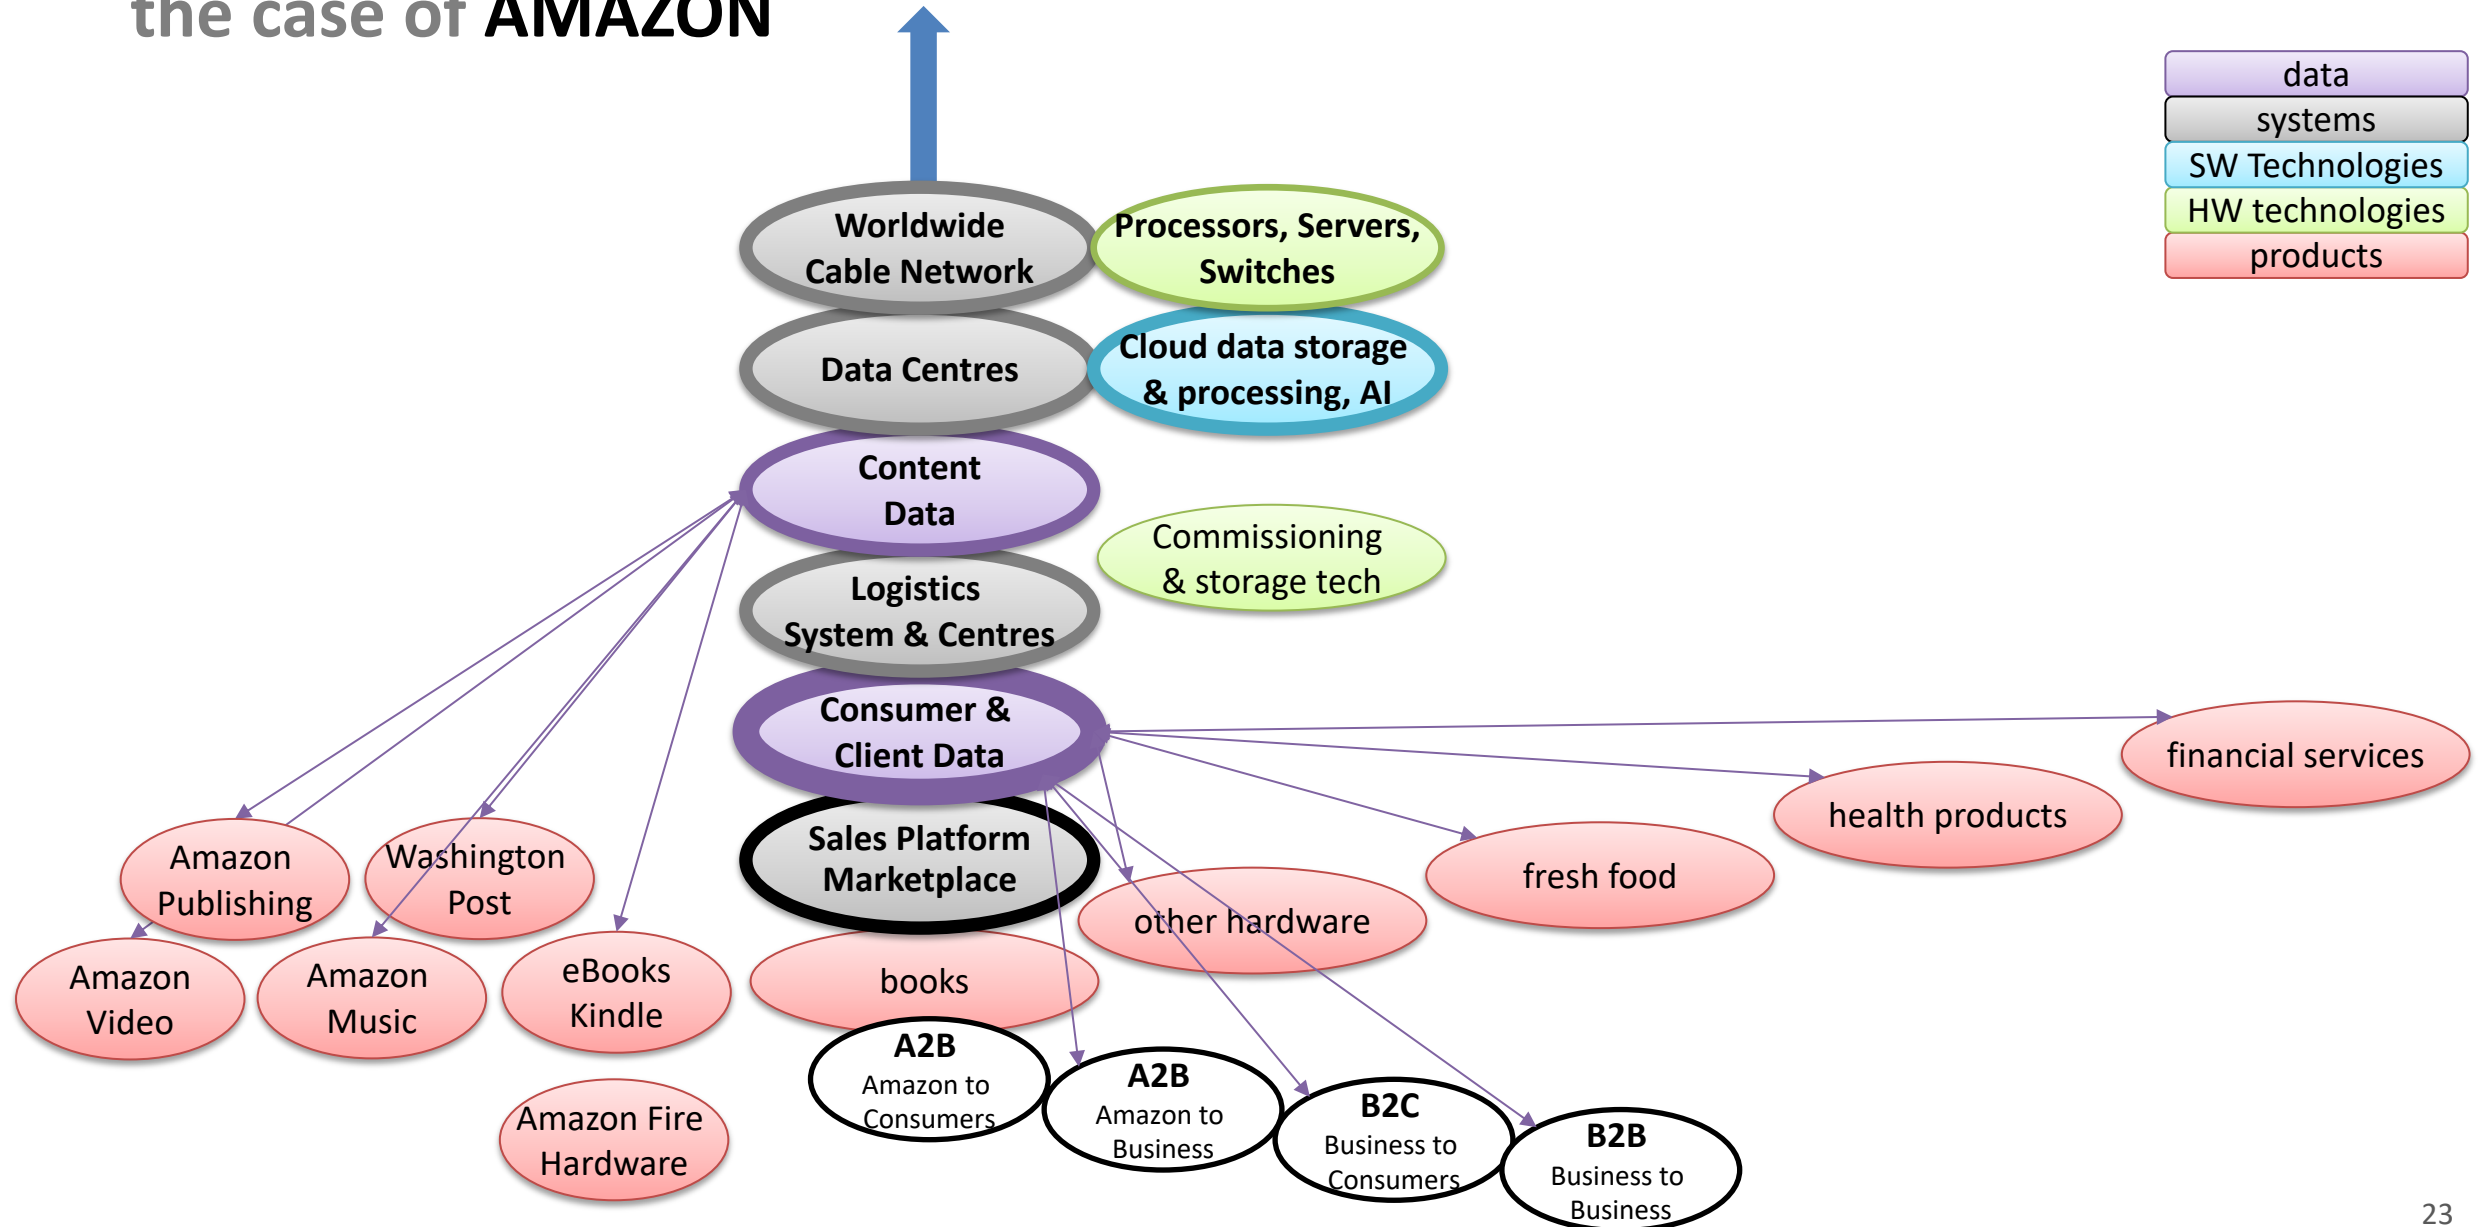 the case of AMAZON
data
systems
SW Technologies
HW technologies
products
Worldwide
Cable Network
Processors, Servers,
Switches
Data Centres
Cloud data storage
& processing, AI
Content
Data
Commissioning
& storage tech
Logistics
System & Centres
Consumer &
Client Data
financial services
health products
fresh food
other hardware
Sales Platform
Marketplace
Amazon
Publishing
Washington
Post
Amazon
Video
Amazon
Music
eBooks
Kindle
books
Amazon Fire
Hardware
A2B
Amazon to
Consumers
A2B
Amazon to
Business
B2C
Business to
Consumers
B2B
Business to
Business
23